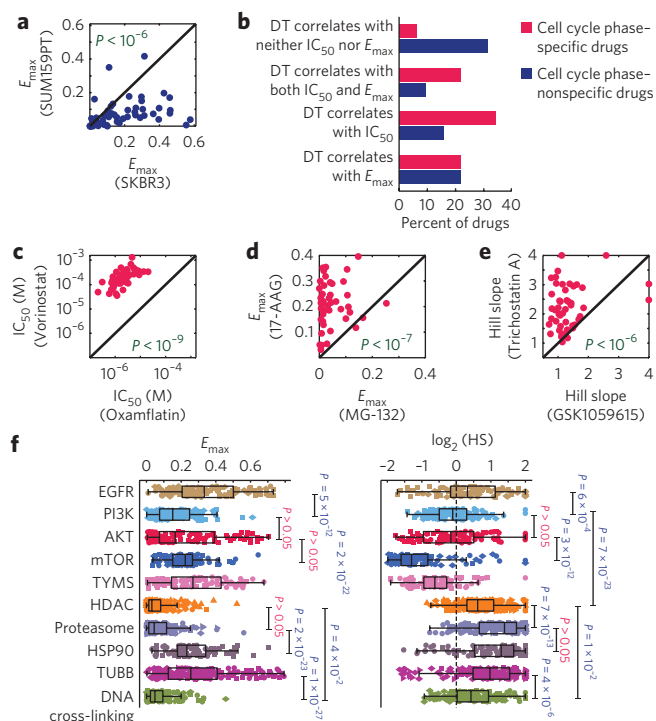 a
P < 10⁻⁶
0.6
0.4
0.2
0
0.2
0.4
0.6
Eₘₐₓ
(SUM159PT)
Eₘₐₓ
(SKBR3)
b
DT correlates with
neither IC₅₀ nor Eₘₐₓ
DT correlates with
both IC₅₀ and Eₘₐₓ
DT correlates
with IC₅₀
DT correlates
with Eₘₐₓ
0
10
20
30
40
Percent of drugs
Cell cycle phase–
specific drugs
Cell cycle phase–
nonspecific drugs
c
IC₅₀ (M)
(Vorinostat)
10⁻³
10⁻⁴
10⁻⁵
10⁻⁶
P < 10⁻⁹
10⁻⁶
10⁻⁴
IC₅₀ (M)
(Oxamflatin)
d
Eₘₐₓ
(17-AAG)
0.4
0.3
0.2
0.1
P < 10⁻⁷
0
0.2
0.4
Eₘₐₓ
(MG-132)
e
Hill slope
(Trichostatin A)
4
3
2
1
P < 10⁻⁶
1
2
3
4
Hill slope
(GSK1059615)
f
Eₘₐₓ
0
0.2
0.4
0.6
EGFR
PI3K
AKT
mTOR
TYMS
HDAC
Proteasome
HSP90
TUBB
DNA
cross-linking
P = 5 × 10⁻¹²
P > 0.05
P > 0.05
P = 2 × 10⁻²²
P > 0.05
P = 2 × 10⁻²³
P = 4 × 10⁻²
P = 1 × 10⁻²⁷
log₂ (HS)
-2
-1
0
1
2
P = 6 × 10⁻⁴
P > 0.05
P = 3 × 10⁻¹²
P = 7 × 10⁻²³
P = 7 × 10⁻¹³
P > 0.05
P = 1 × 10⁻²
P = 4 × 10⁻⁶